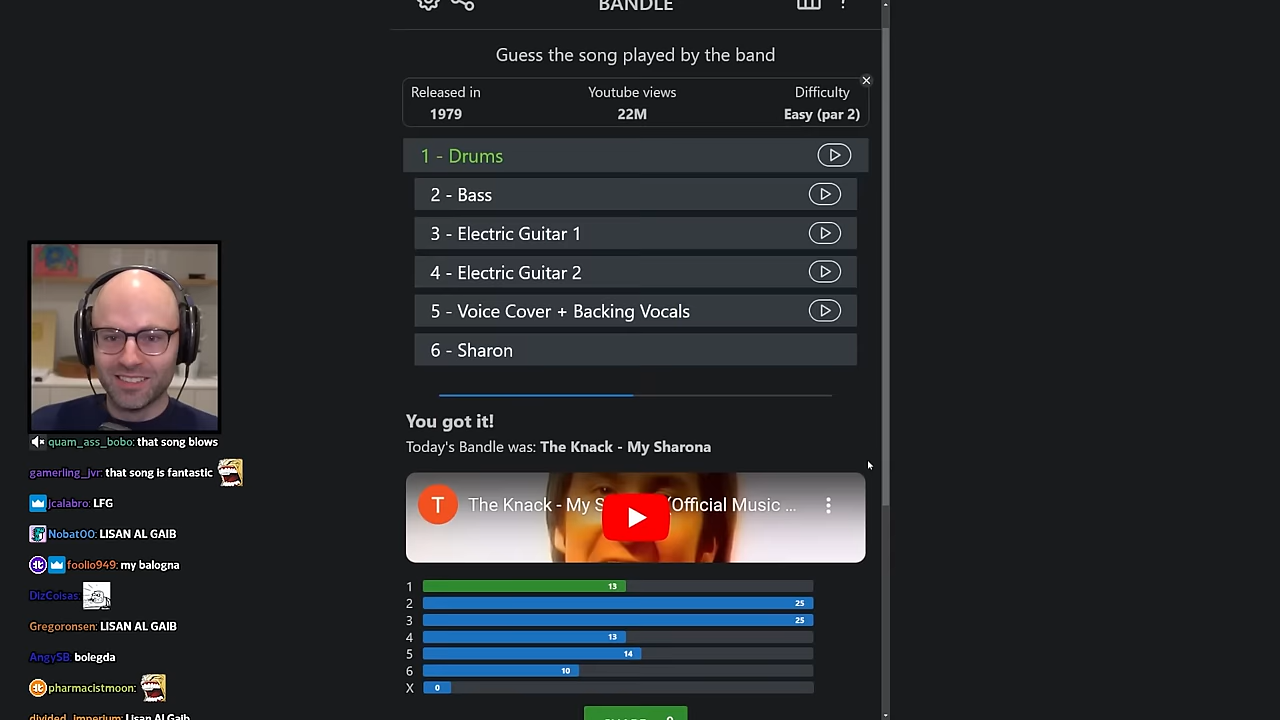 BANDLE
Guess the song played by the band
Released in
1979
Youtube views
22M
Difficulty
Easy (par 2)
1 - Drums
2 - Bass
3 - Electric Guitar 1
4 - Electric Guitar 2
5 - Voice Cover + Backing Vocals
6 - Sharon
You got it!
Today's Bandle was: The Knack - My Sharona
T
The Knack - My S (Official Music ...
1 13
2 25
3 25
4 13
5 14
6 10
X 0
quam_ass_bobo: that song blows
gamerling_jvr: that song is fantastic
jcalabro: LFG
Nobat00: LISAN AL GAIB
foolio949: my balogna
DizCoisas:
Gregoronsen: LISAN AL GAIB
AngySB: bolegda
pharmacistmoon:
divided_imperium: Lisan Al Gaib